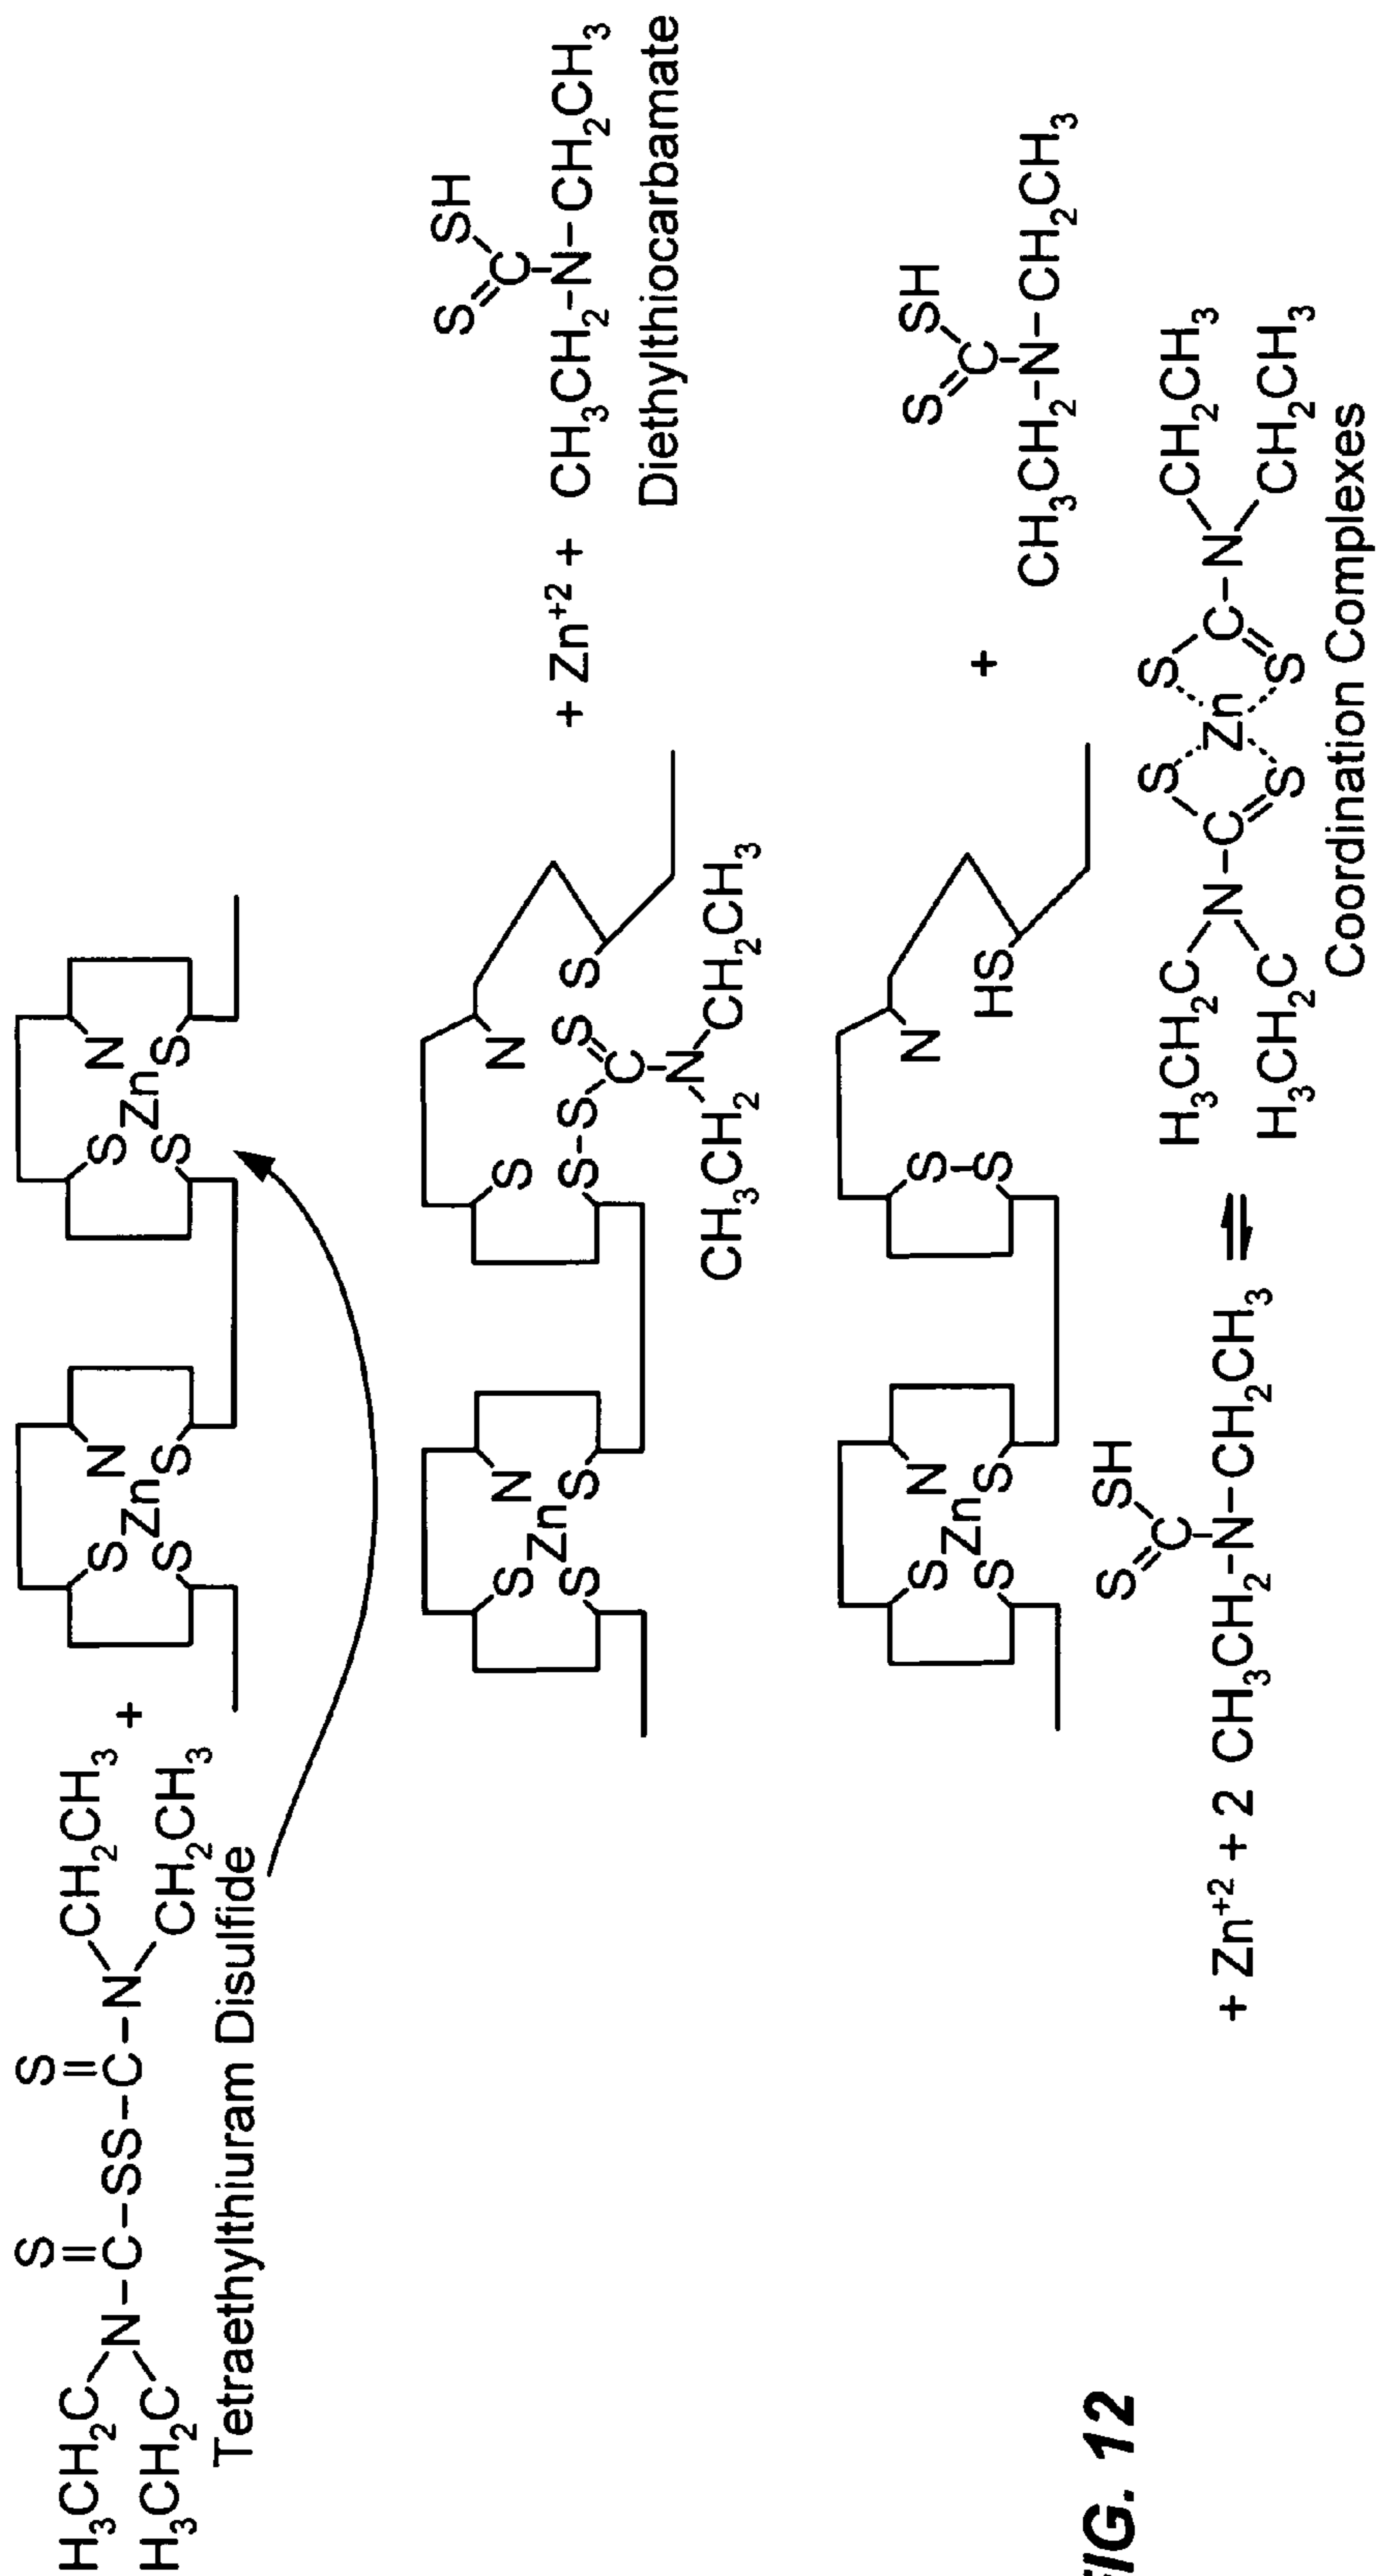 S S
H₃CH₂C CH₂CH₃
N–C–SS–C–N +
H₃CH₂C CH₂CH₃
Tetraethylthiuram Disulfide
S N S N
Zn Zn
S S S S
S SH
C
+ Zn⁺² + CH₃CH₂–N–CH₂CH₃
Diethylthiocarbamate
S N S N
Zn
S S S–S S S
C
N
CH₃CH₂ CH₂CH₃
S N S N
Zn
S S S HS
S SH
C
+ CH₃CH₂–N–CH₂CH₃
S SH
C
+ Zn⁺² + 2 CH₃CH₂–N–CH₂CH₃ ⇌
H₃CH₂C S S CH₂CH₃
N–C Zn C–N
H₃CH₂C S S CH₂CH₃
Coordination Complexes
FIG. 12